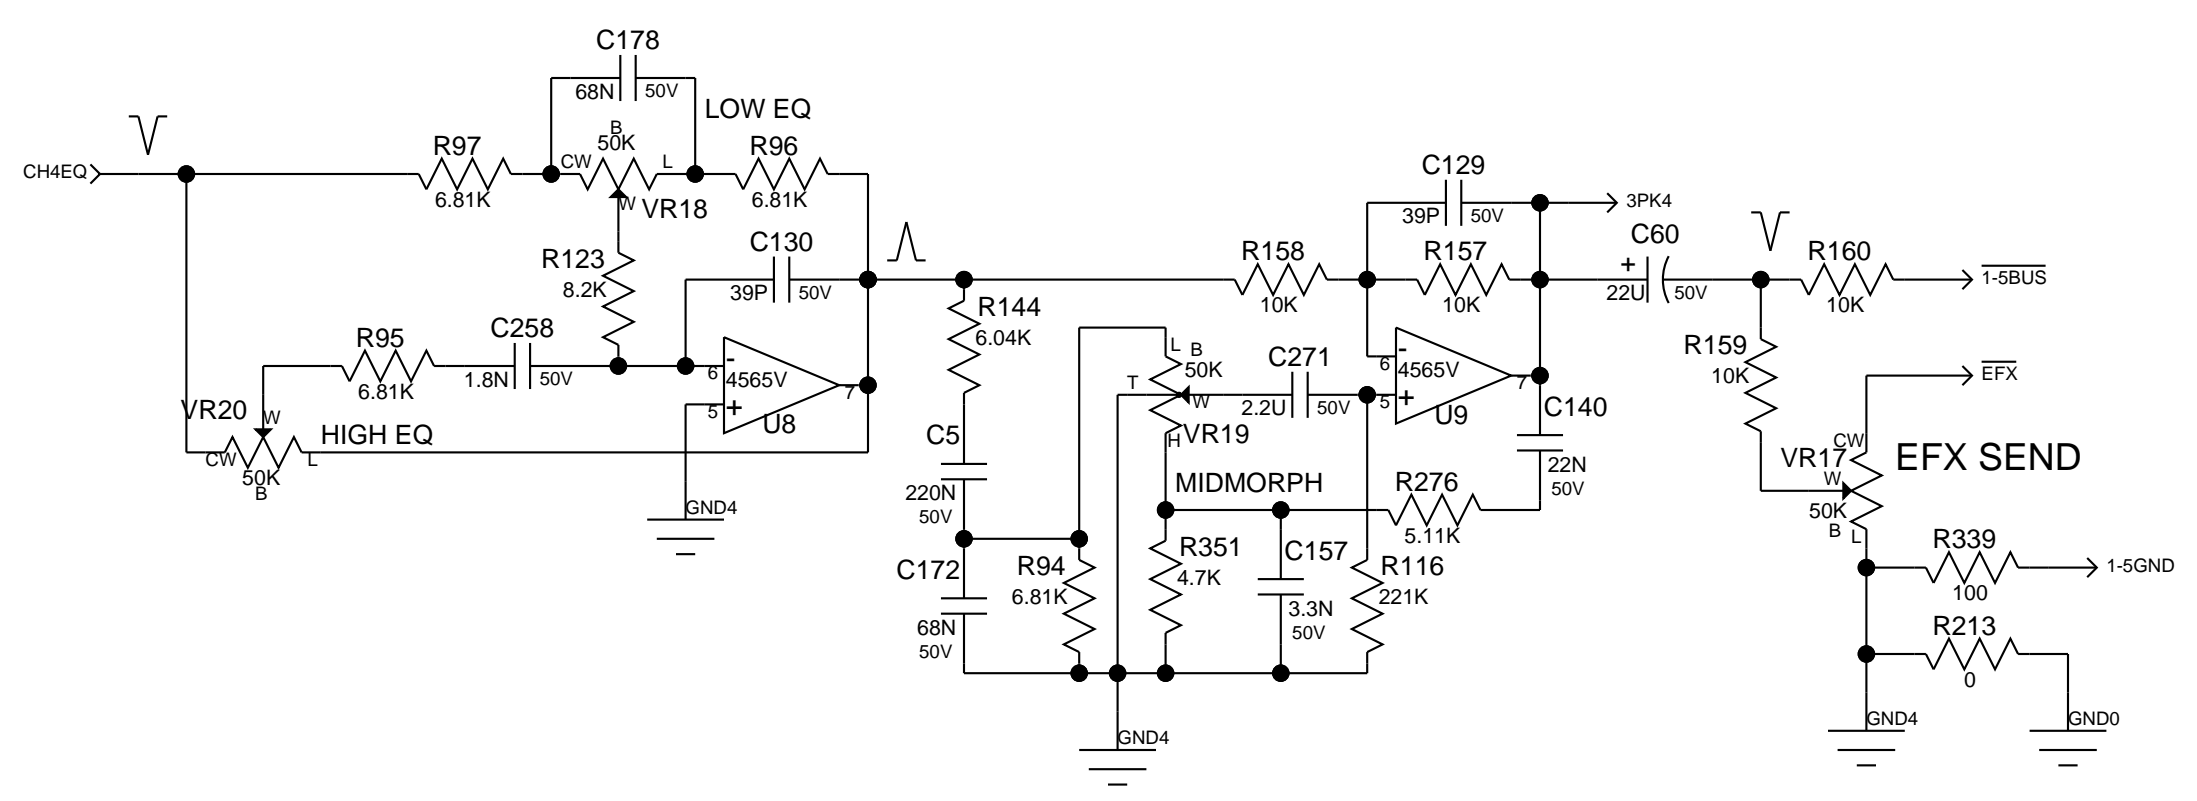 C178
68N
50V
LOW EQ
B
50K
CW
L
W
VR18
R97
6.81K
R96
6.81K
CH4EQ
R123
8.2K
C130
39P
50V
R95
6.81K
C258
1.8N
50V
-
6
4565V
5
+
7
U8
VR20
W
HIGH EQ
CW
L
50K
B
GND4
R144
6.04K
C5
220N
50V
C172
68N
50V
R94
6.81K
L
B
50K
T
W
H
VR19
MIDMORPH
C271
2.2U
50V
R351
4.7K
C157
3.3N
50V
R116
221K
GND4
R158
10K
C129
39P
50V
R157
10K
-
6
4565V
5
+
7
U9
3PK4
C60
+
22U
50V
C140
22N
50V
R276
5.11K
R160
10K
1-5BUS
R159
10K
EFX
CW
VR17
W
50K
B
L
EFX SEND
R339
100
1-5GND
R213
0
GND4
GND0